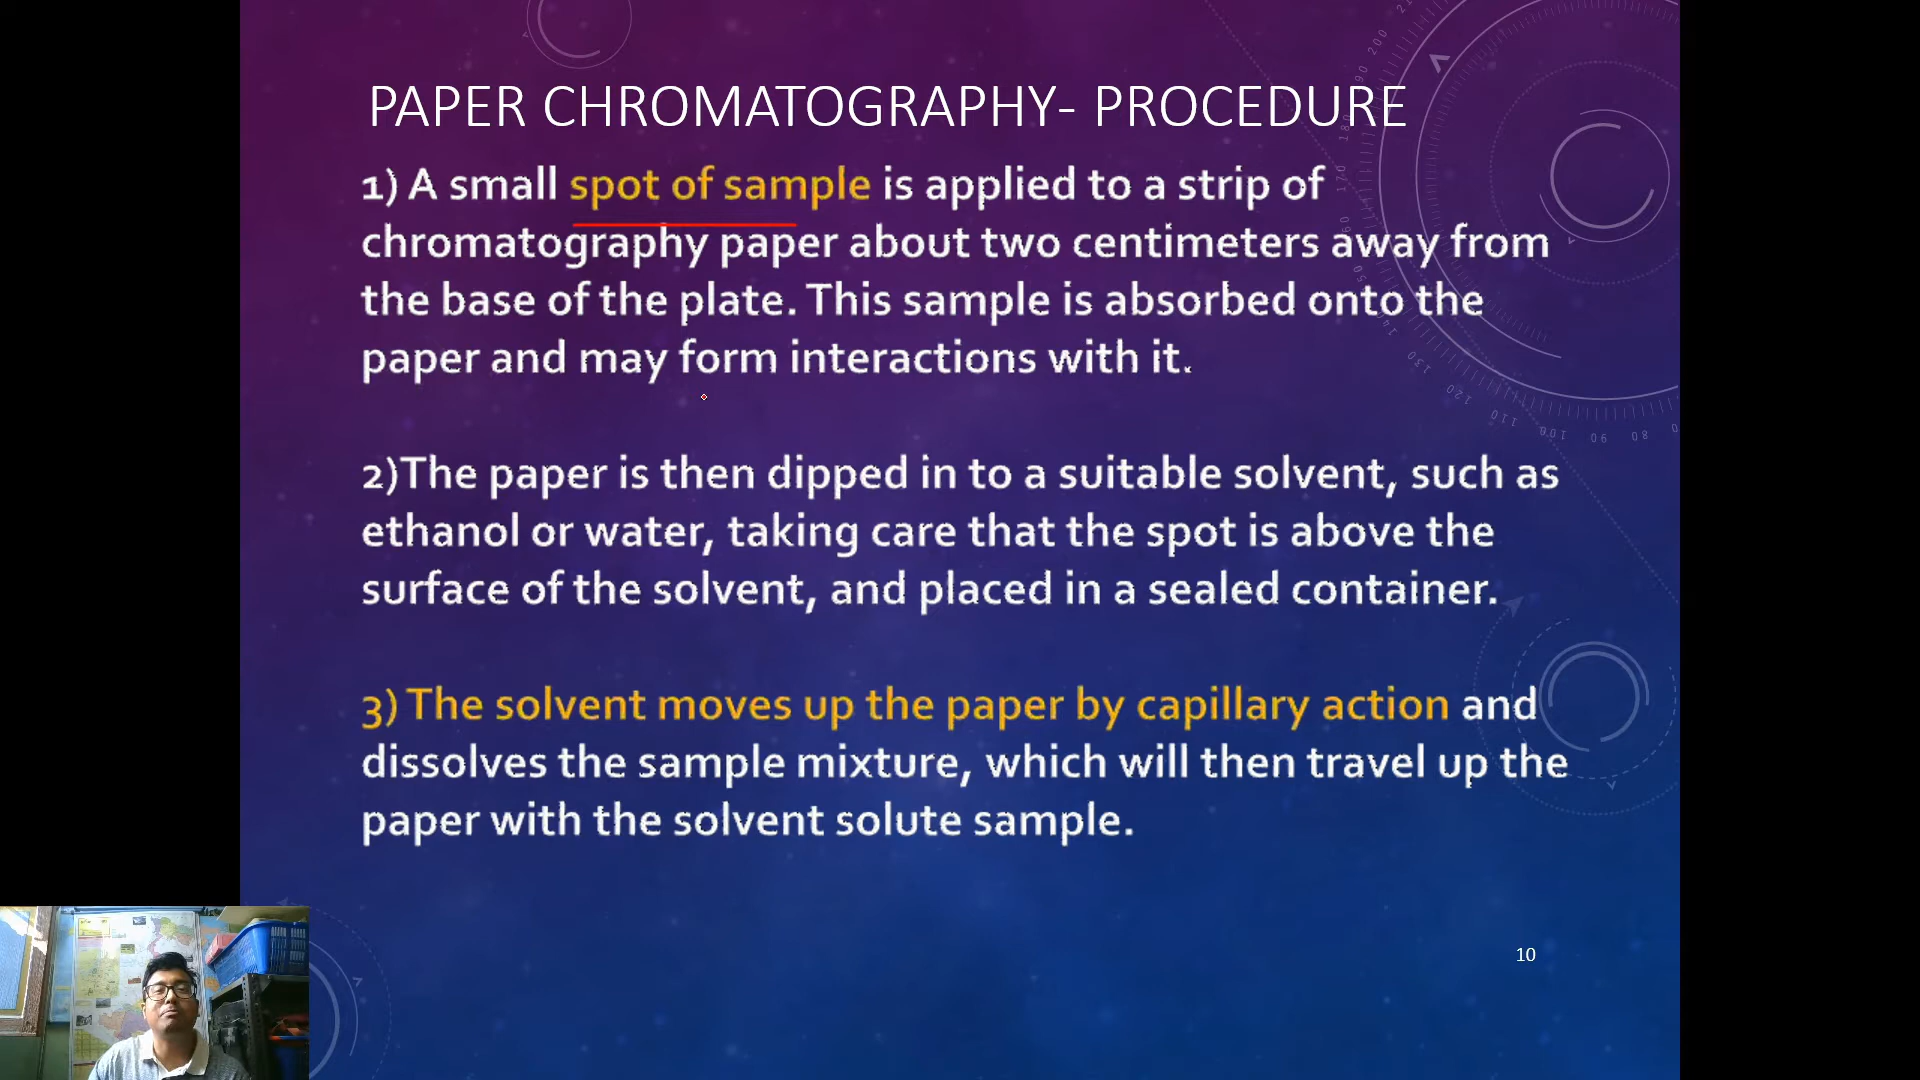 PAPER CHROMATOGRAPHY- PROCEDURE
1) A small spot of sample is applied to a strip of
chromatography paper about two centimeters away from
the base of the plate. This sample is absorbed onto the
paper and may form interactions with it.
2)The paper is then dipped in to a suitable solvent, such as
ethanol or water, taking care that the spot is above the
surface of the solvent, and placed in a sealed container.
3) The solvent moves up the paper by capillary action and
dissolves the sample mixture, which will then travel up the
paper with the solvent solute sample.
10